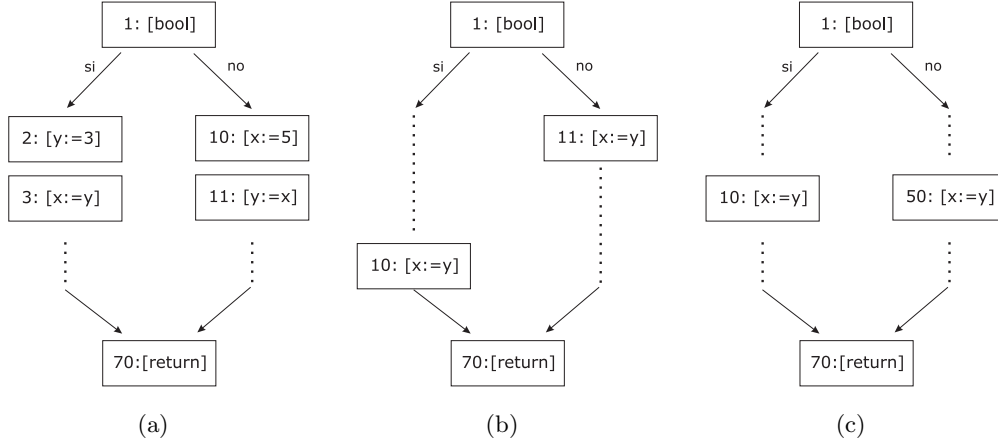 1: [bool]
si
no
2: [y:=3]
10: [x:=5]
3: [x:=y]
11: [y:=x]
70:[return]
(a)
1: [bool]
si
no
11: [x:=y]
10: [x:=y]
70:[return]
(b)
1: [bool]
si
no
10: [x:=y]
50: [x:=y]
70:[return]
(c)